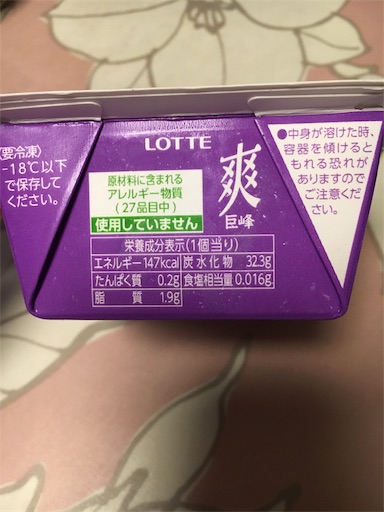 LOTTE
(要冷凍)
-18℃以下
で保存して
ください。
原材料に含まれる
アレルギー物質
(27品目中)
使用していません
爽
巨峰
栄養成分表示(1個当り)
エネルギー147kcal 炭水化物 32.3g
たんぱく質 0.2g 食塩相当量 0.016g
脂質 1.9g
●中身が溶けた時、
容器を傾けると
もれる恐れが
ありますので
ご注意くだ
さい。